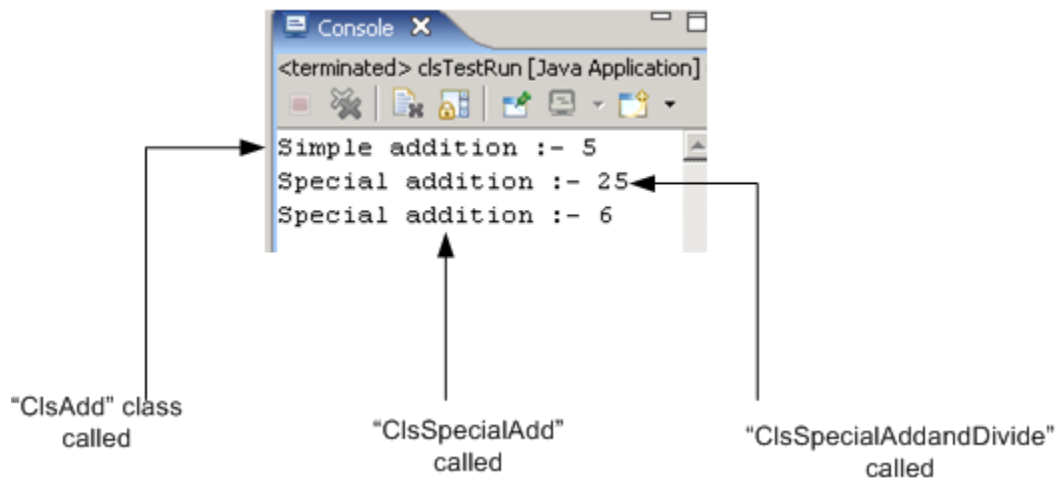 Console
<terminated> clsTestRun [Java Application]
Simple addition :- 5
Special addition :- 25
Special addition :- 6
“ClsAdd” class
called
“ClsSpecialAdd”
called
“ClsSpecialAddandDivide”
called